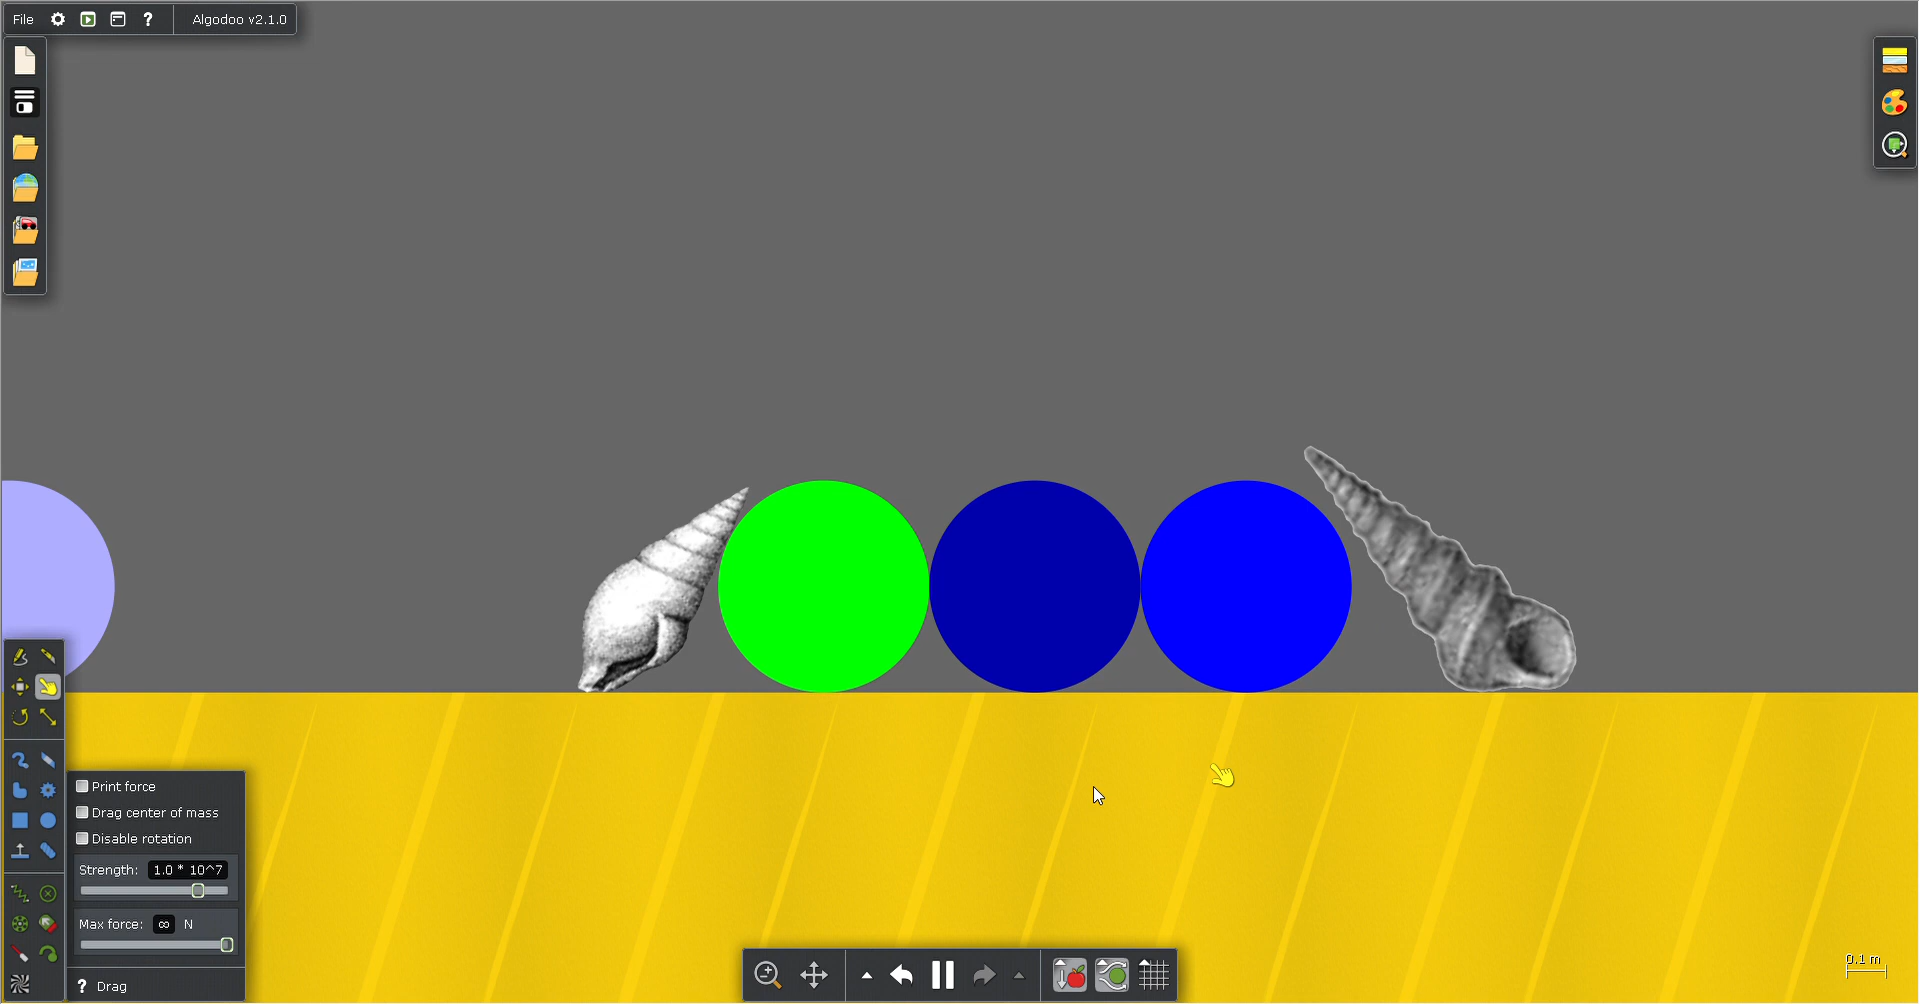 File ? Algodoo v2.1.0
Print force
Drag center of mass
Disable rotation
Strength: 1.0 * 10^7
Max force: ∞ N
? Drag
0.1 m